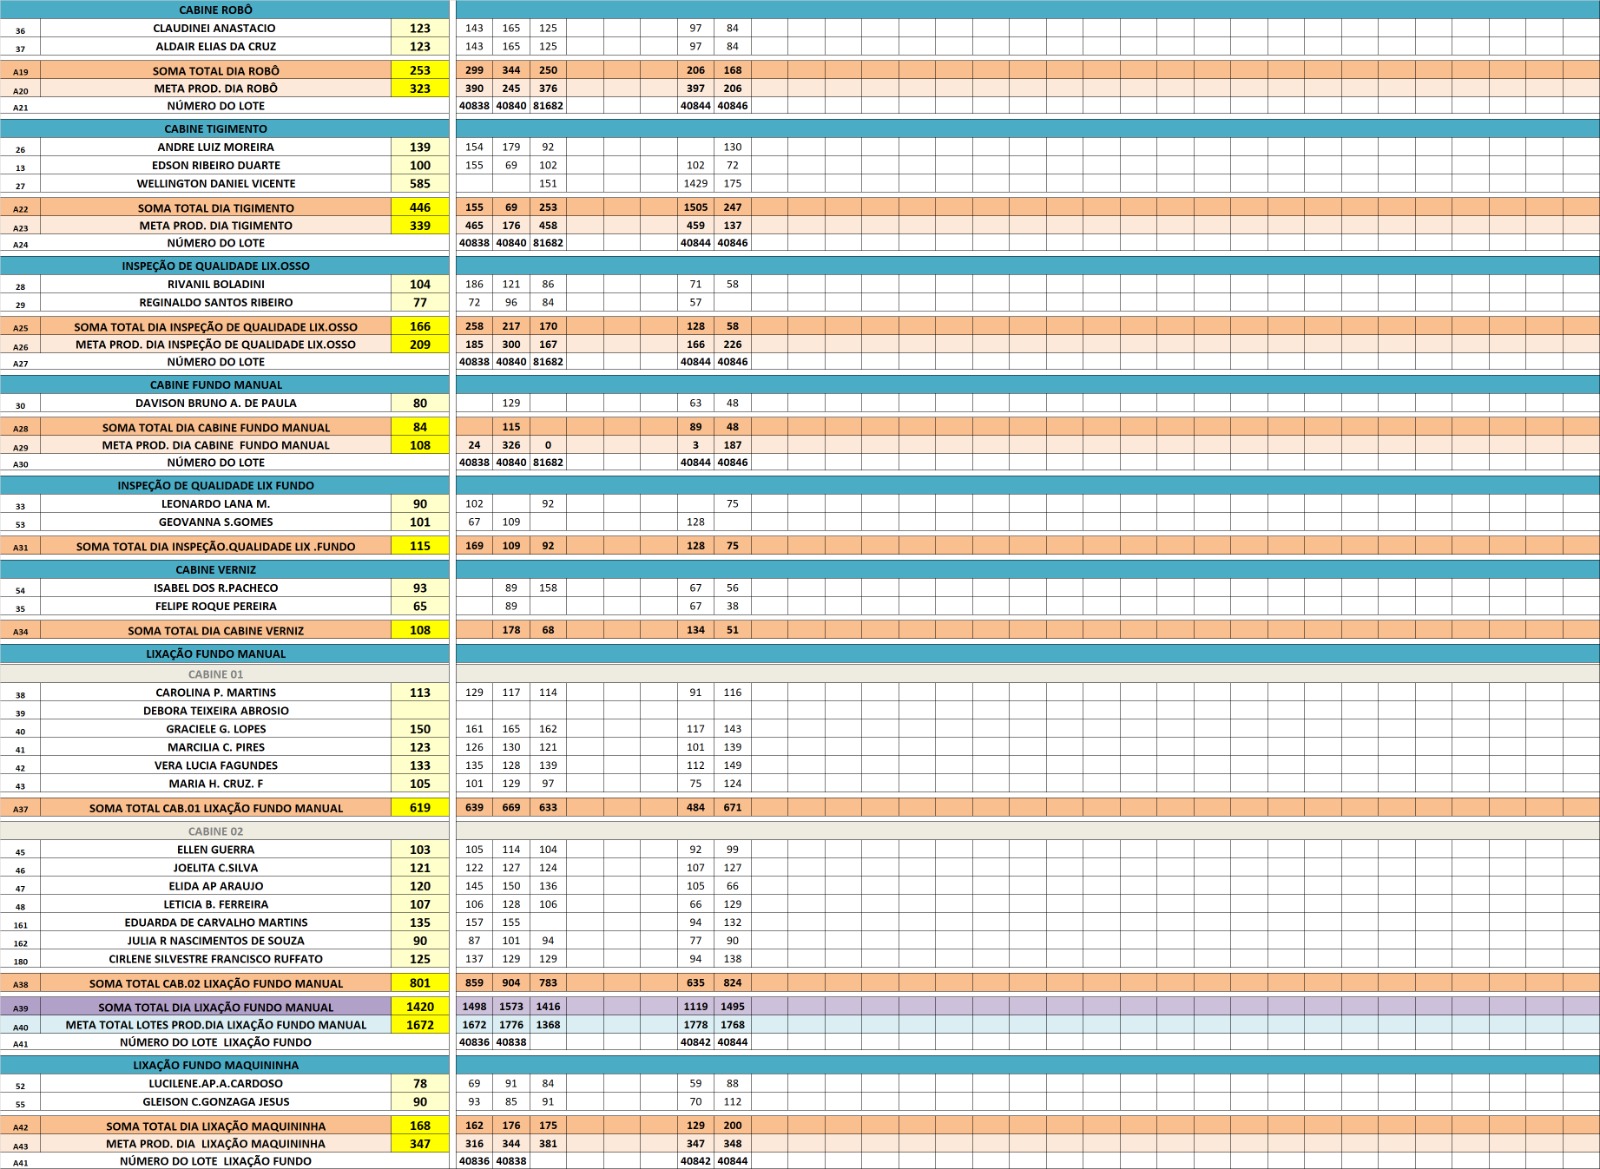 CABINE ROBÔ
36 CLAUDINEI ANASTACIO 123 143 165 125 97 84
37 ALDAIR ELIAS DA CRUZ 123 143 165 125 97 84
A19 SOMA TOTAL DIA ROBÔ 253 299 344 250 206 168
A20 META PROD. DIA ROBÔ 323 390 245 376 397 206
A21 NÚMERO DO LOTE 40838 40840 81682 40844 40846
CABINE TIGIMENTO
26 ANDRE LUIZ MOREIRA 139 154 179 92 130
13 EDSON RIBEIRO DUARTE 100 155 69 102 102 72
27 WELLINGTON DANIEL VICENTE 585 151 1429 175
A22 SOMA TOTAL DIA TIGIMENTO 446 155 69 253 1505 247
A23 META PROD. DIA TIGIMENTO 339 465 176 458 459 137
A24 NÚMERO DO LOTE 40838 40840 81682 40844 40846
INSPEÇÃO DE QUALIDADE LIX.OSSO
28 RIVANIL BOLADINI 104 186 121 86 71 58
29 REGINALDO SANTOS RIBEIRO 77 72 96 84 57
A25 SOMA TOTAL DIA INSPEÇÃO DE QUALIDADE LIX.OSSO 166 258 217 170 128 58
A26 META PROD. DIA INSPEÇÃO DE QUALIDADE LIX.OSSO 209 185 300 167 166 226
A27 NÚMERO DO LOTE 40838 40840 81682 40844 40846
CABINE FUNDO MANUAL
30 DAVISON BRUNO A. DE PAULA 80 129 63 48
A28 SOMA TOTAL DIA CABINE FUNDO MANUAL 84 115 89 48
A29 META PROD. DIA CABINE FUNDO MANUAL 108 24 326 0 3 187
A30 NÚMERO DO LOTE 40838 40840 81682 40844 40846
INSPEÇÃO DE QUALIDADE LIX FUNDO
33 LEONARDO LANA M. 90 102 92 75
53 GEOVANNA S.GOMES 101 67 109 128
A31 SOMA TOTAL DIA INSPEÇÃO.QUALIDADE LIX .FUNDO 115 169 109 92 128 75
CABINE VERNIZ
54 ISABEL DOS R.PACHECO 93 89 158 67 56
35 FELIPE ROQUE PEREIRA 65 89 67 38
A34 SOMA TOTAL DIA CABINE VERNIZ 108 178 68 134 51
LIXAÇÃO FUNDO MANUAL
CABINE 01
38 CAROLINA P. MARTINS 113 129 117 114 91 116
39 DEBORA TEIXEIRA ABROSIO
40 GRACIELE G. LOPES 150 161 165 162 117 143
41 MARCILIA C. PIRES 123 126 130 121 101 139
42 VERA LUCIA FAGUNDES 133 135 128 139 112 149
43 MARIA H. CRUZ. F 105 101 129 97 75 124
A37 SOMA TOTAL CAB.01 LIXAÇÃO FUNDO MANUAL 619 639 669 633 484 671
CABINE 02
45 ELLEN GUERRA 103 105 114 104 92 99
46 JOELITA C.SILVA 121 122 127 124 107 127
47 ELIDA AP ARAUJO 120 145 150 136 105 66
48 LETICIA B. FERREIRA 107 106 128 106 66 129
161 EDUARDA DE CARVALHO MARTINS 135 157 155 94 132
162 JULIA R NASCIMENTOS DE SOUZA 90 87 101 94 77 90
180 CIRLENE SILVESTRE FRANCISCO RUFFATO 125 137 129 129 94 138
A38 SOMA TOTAL CAB.02 LIXAÇÃO FUNDO MANUAL 801 859 904 783 635 824
A39 SOMA TOTAL DIA LIXAÇÃO FUNDO MANUAL 1420 1498 1573 1416 1119 1495
A40 META TOTAL LOTES PROD.DIA LIXAÇÃO FUNDO MANUAL 1672 1672 1776 1368 1778 1768
A41 NÚMERO DO LOTE LIXAÇÃO FUNDO 40836 40838 40842 40844
LIXAÇÃO FUNDO MAQUININHA
52 LUCILENE.AP.A.CARDOSO 78 69 91 84 59 88
55 GLEISON C.GONZAGA JESUS 90 93 85 91 70 112
A42 SOMA TOTAL DIA LIXAÇÃO MAQUININHA 168 162 176 175 129 200
A43 META PROD. DIA LIXAÇÃO MAQUININHA 347 316 344 381 347 348
A41 NÚMERO DO LOTE LIXAÇÃO FUNDO 40836 40838 40842 40844